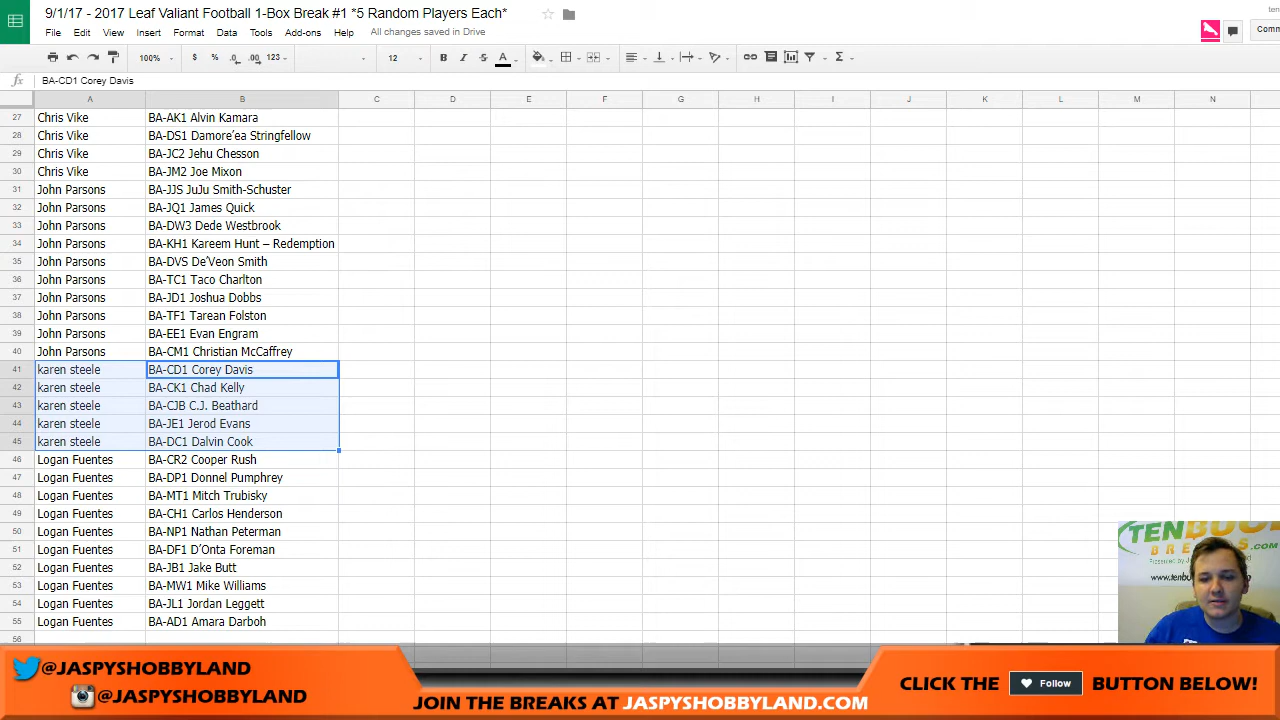 9/1/17 - 2017 Leaf Valiant Football 1-Box Break #1 *5 Random Players Each*
File Edit View Insert Format Data Tools Add-ons Help All changes saved in Drive
100% $ % .0 .00 123 12 B I S A
fx BA-CD1 Corey Davis
A B C D E F G H I J K L M N
27 Chris Vike BA-AK1 Alvin Kamara
28 Chris Vike BA-DS1 Damore'ea Stringfellow
29 Chris Vike BA-JC2 Jehu Chesson
30 Chris Vike BA-JM2 Joe Mixon
31 John Parsons BA-JJS JuJu Smith-Schuster
32 John Parsons BA-JQ1 James Quick
33 John Parsons BA-DW3 Dede Westbrook
34 John Parsons BA-KH1 Kareem Hunt – Redemption
35 John Parsons BA-DVS De'Veon Smith
36 John Parsons BA-TC1 Taco Charlton
37 John Parsons BA-JD1 Joshua Dobbs
38 John Parsons BA-TF1 Tarean Folston
39 John Parsons BA-EE1 Evan Engram
40 John Parsons BA-CM1 Christian McCaffrey
41 karen steele BA-CD1 Corey Davis
42 karen steele BA-CK1 Chad Kelly
43 karen steele BA-CJB C.J. Beathard
44 karen steele BA-JE1 Jerod Evans
45 karen steele BA-DC1 Dalvin Cook
46 Logan Fuentes BA-CR2 Cooper Rush
47 Logan Fuentes BA-DP1 Donnel Pumphrey
48 Logan Fuentes BA-MT1 Mitch Trubisky
49 Logan Fuentes BA-CH1 Carlos Henderson
50 Logan Fuentes BA-NP1 Nathan Peterman
51 Logan Fuentes BA-DF1 D'Onta Foreman
52 Logan Fuentes BA-JB1 Jake Butt
53 Logan Fuentes BA-MW1 Mike Williams
54 Logan Fuentes BA-JL1 Jordan Leggett
55 Logan Fuentes BA-AD1 Amara Darboh
56
@JASPYSHOBBYLAND
@JASPYSHOBBYLAND
JOIN THE BREAKS AT JASPYSHOBBYLAND.COM
CLICK THE Follow BUTTON BELOW!